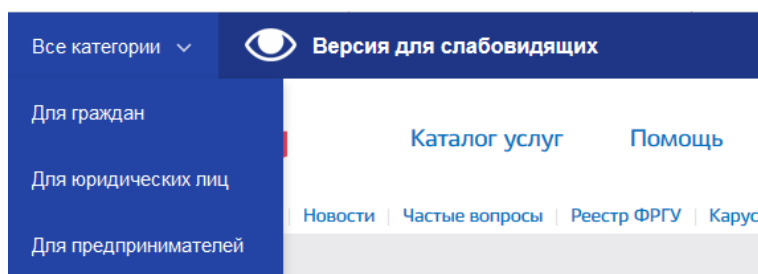 Все категории
Версия для слабовидящих
Для граждан
Каталог услуг
Помощь
Для юридических лиц
Новости
Частые вопросы
Реестр ФРГУ
Карус
Для предпринимателей